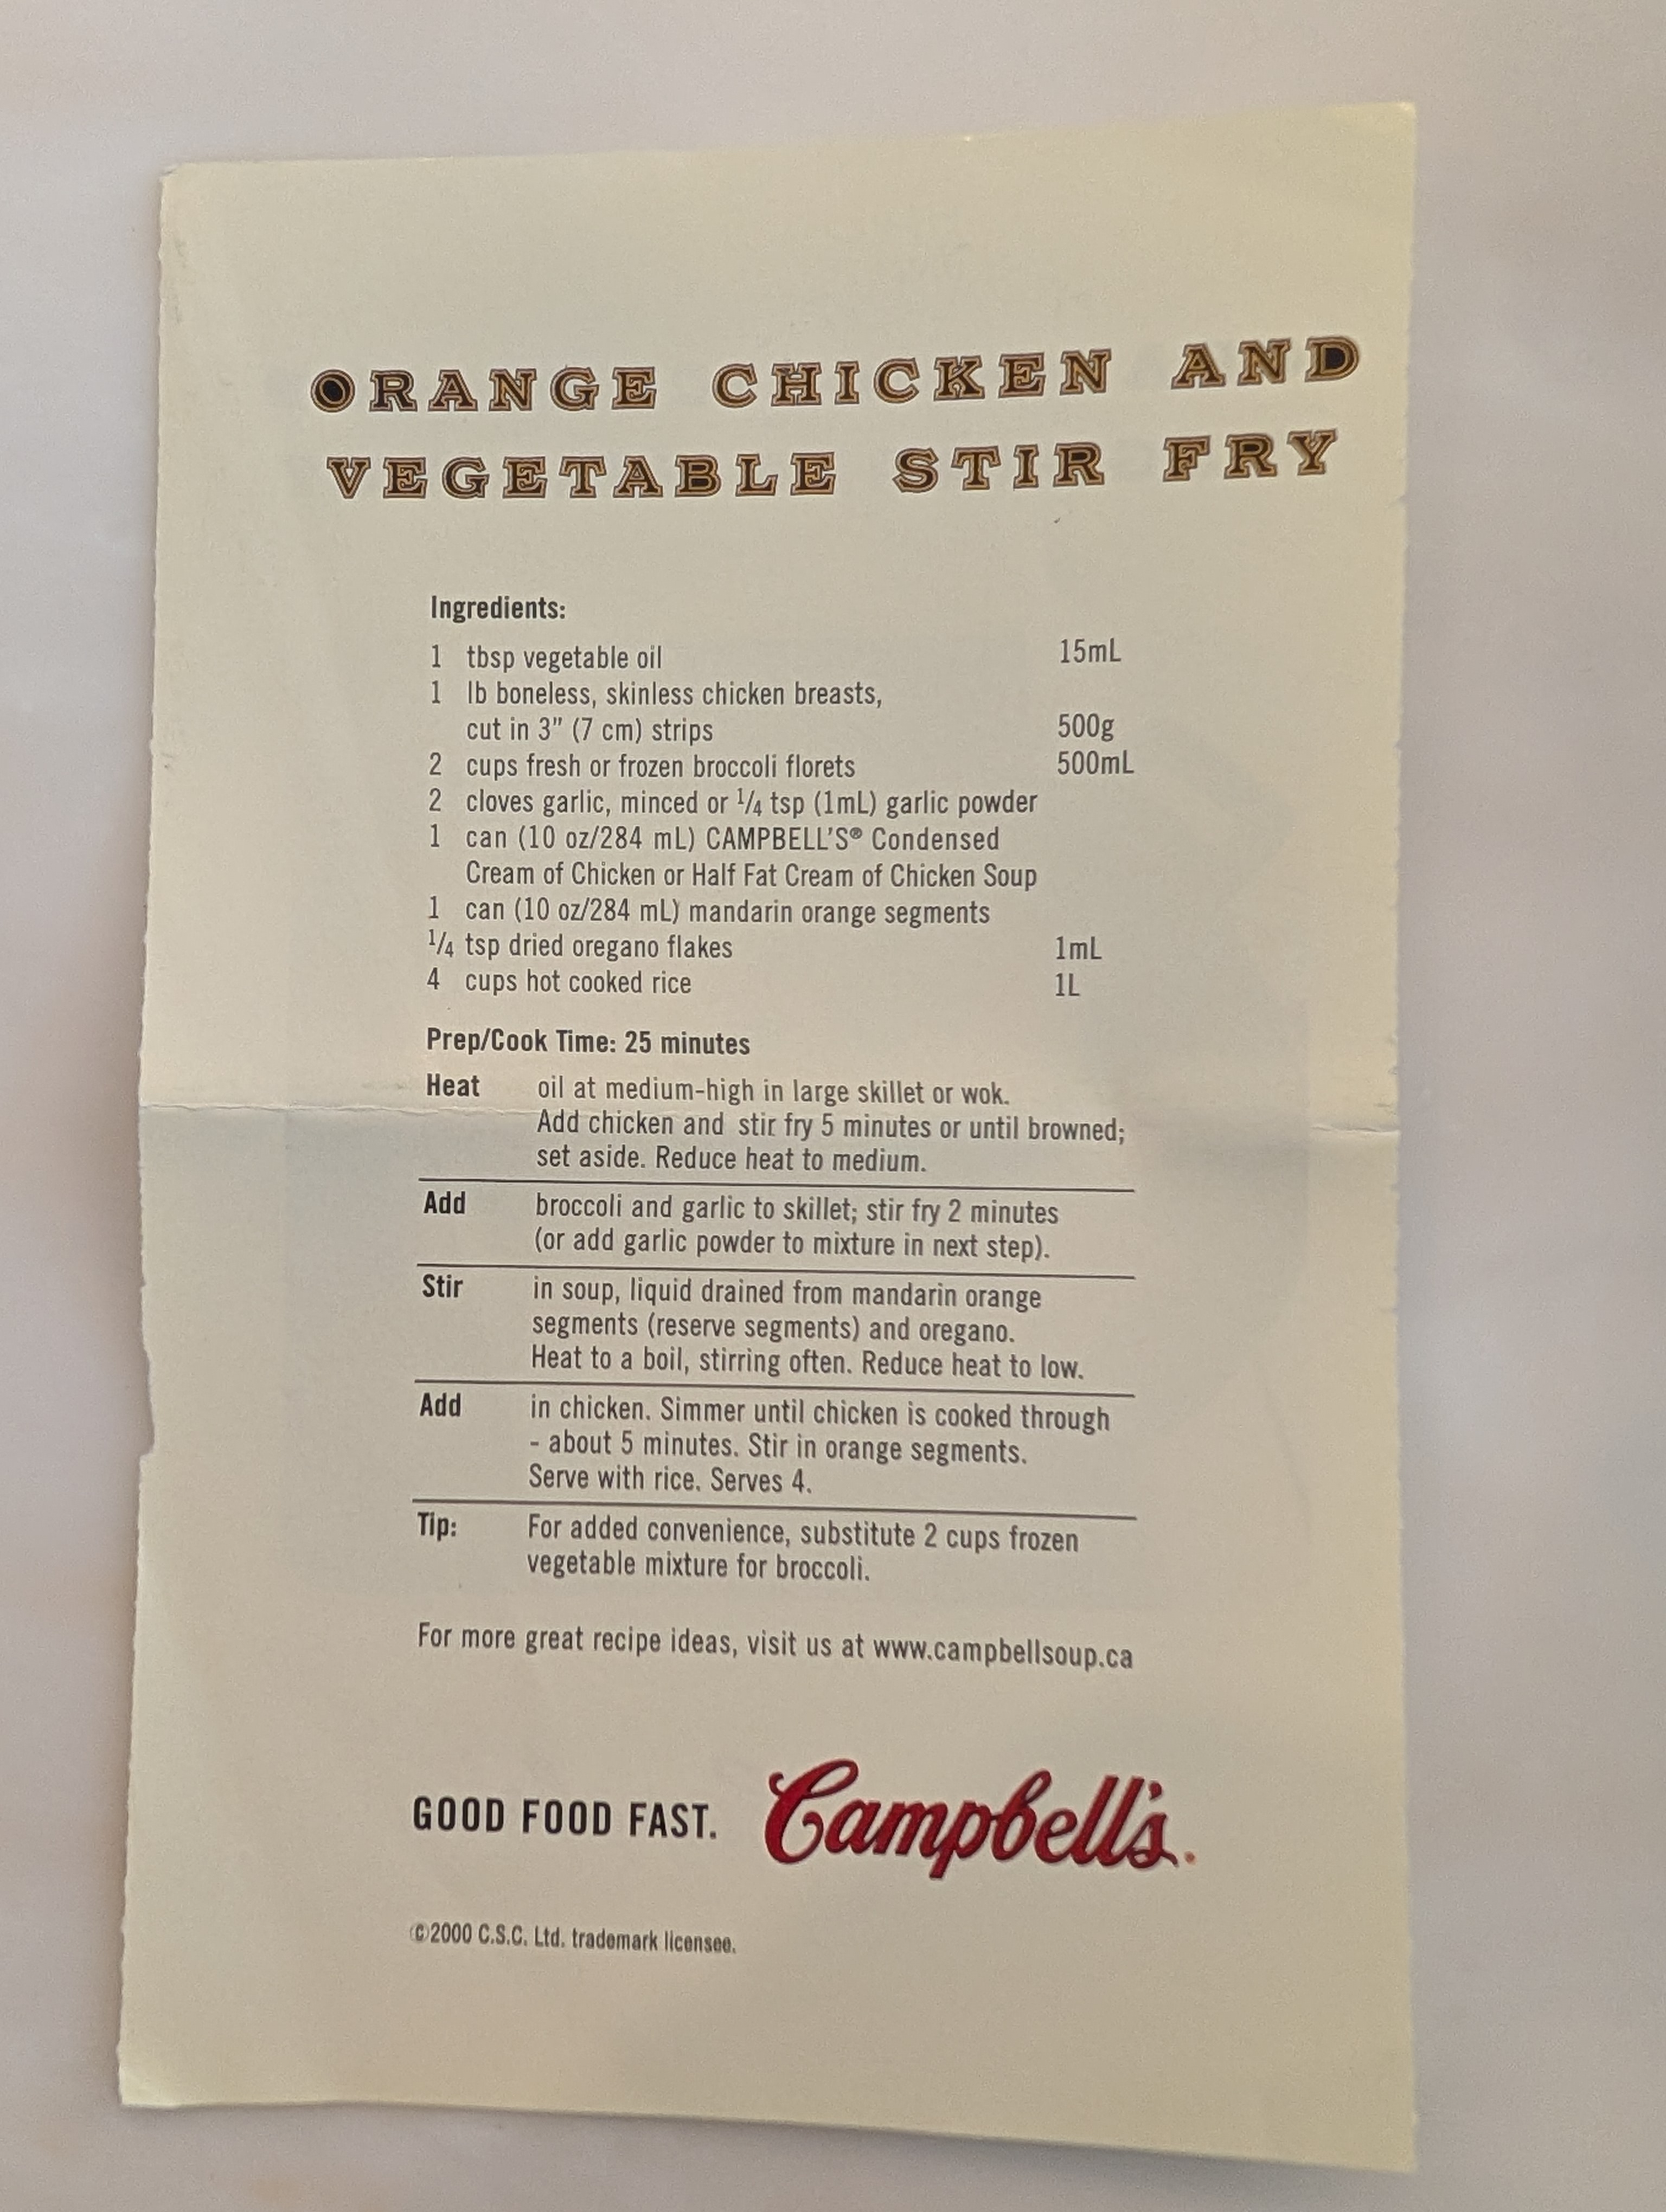 ORANGE CHICKEN AND
VEGETABLE STIR FRY
Ingredients:
1 tbsp vegetable oil 15mL
1 lb boneless, skinless chicken breasts,
cut in 3” (7 cm) strips 500g
2 cups fresh or frozen broccoli florets 500mL
2 cloves garlic, minced or 1/4 tsp (1mL) garlic powder
1 can (10 oz/284 mL) CAMPBELL’S® Condensed
Cream of Chicken or Half Fat Cream of Chicken Soup
1 can (10 oz/284 mL) mandarin orange segments
1/4 tsp dried oregano flakes 1mL
4 cups hot cooked rice 1L
Prep/Cook Time: 25 minutes
Heat oil at medium-high in large skillet or wok.
Add chicken and stir fry 5 minutes or until browned;
set aside. Reduce heat to medium.
Add broccoli and garlic to skillet; stir fry 2 minutes
(or add garlic powder to mixture in next step).
Stir in soup, liquid drained from mandarin orange
segments (reserve segments) and oregano.
Heat to a boil, stirring often. Reduce heat to low.
Add in chicken. Simmer until chicken is cooked through
- about 5 minutes. Stir in orange segments.
Serve with rice. Serves 4.
Tip: For added convenience, substitute 2 cups frozen
vegetable mixture for broccoli.
For more great recipe ideas, visit us at www.campbellsoup.ca
GOOD FOOD FAST. Campbell's.
©2000 C.S.C. Ltd. trademark licensee.